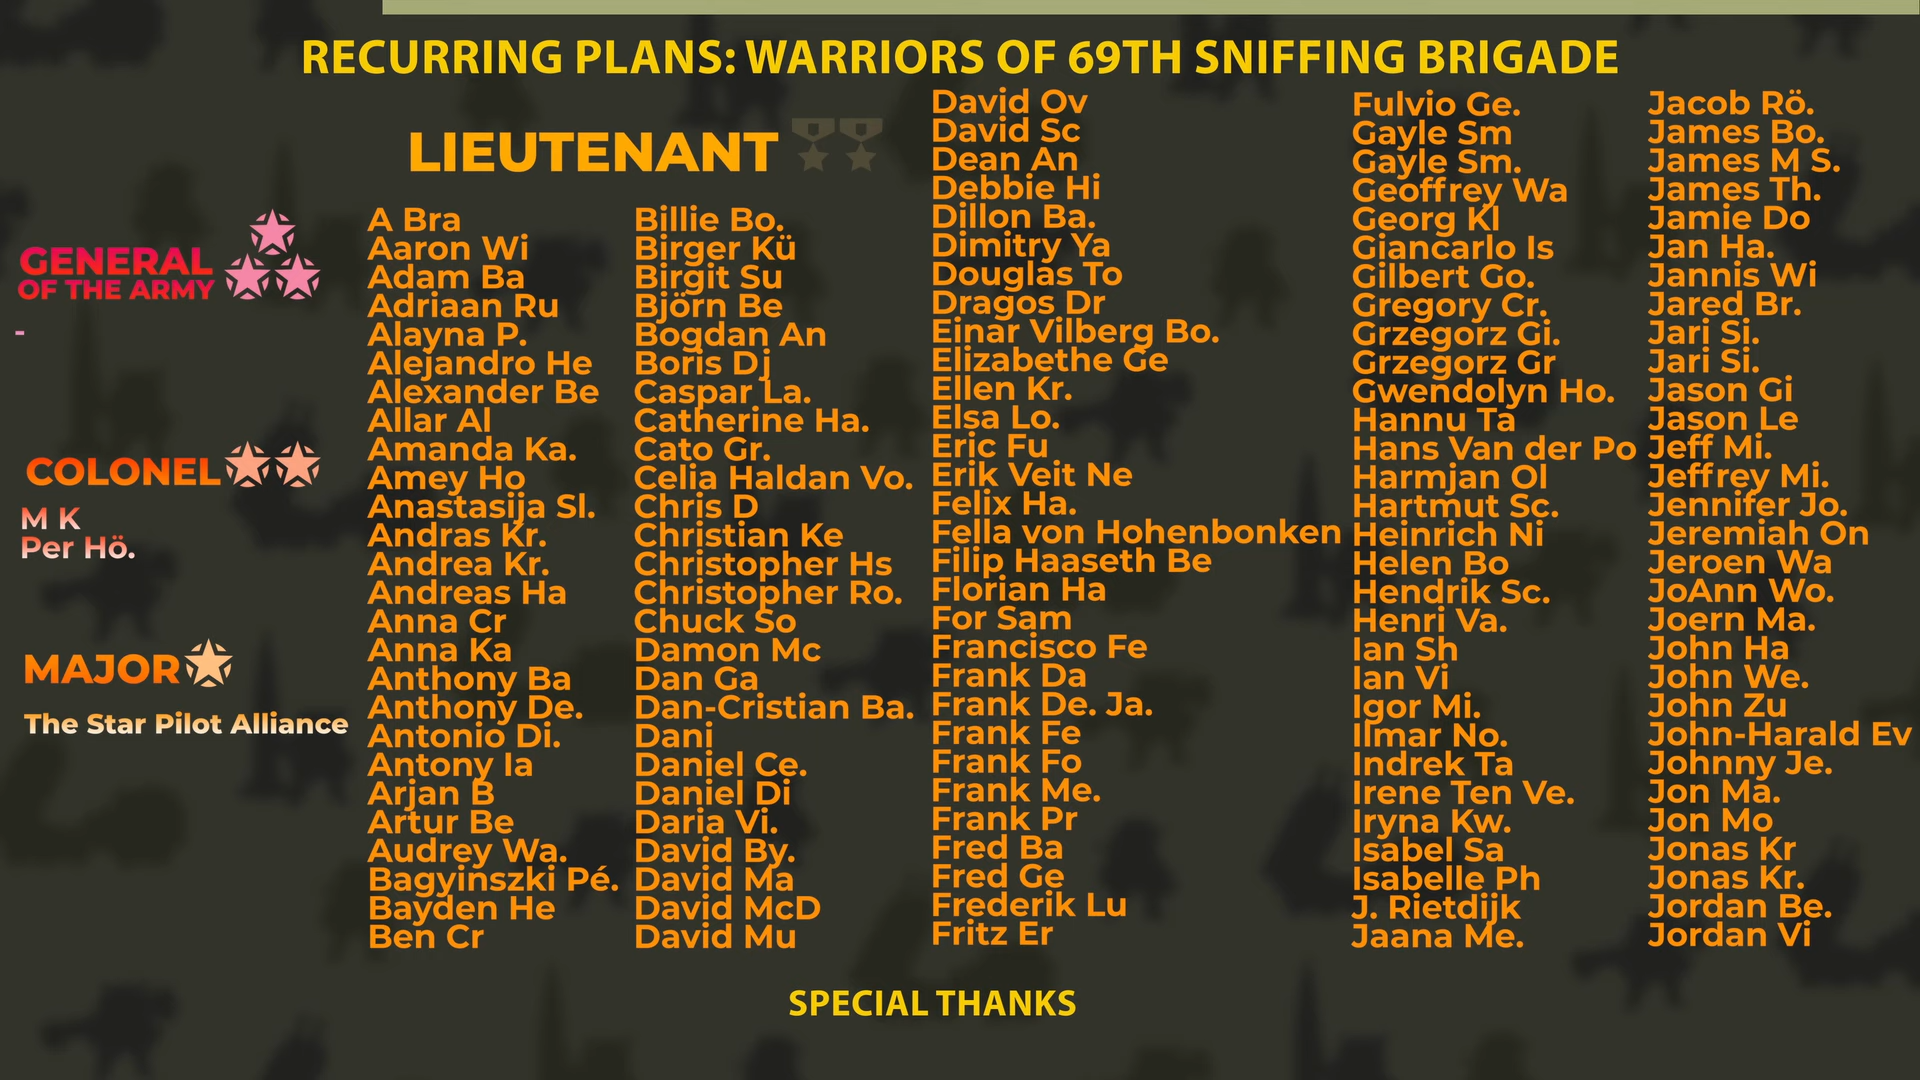 RECURRING PLANS: WARRIORS OF 69TH SNIFFING BRIGADE
GENERAL
OF THE ARMY
-
COLONEL
M K
Per Hö.
MAJOR
The Star Pilot Alliance
LIEUTENANT
A Bra
Aaron Wi
Adam Ba
Adriaan Ru
Alayna P.
Alejandro He
Alexander Be
Allar Al
Amanda Ka.
Amey Ho
Anastasija Sl.
Andras Kr.
Andrea Kr.
Andreas Ha
Anna Cr
Anna Ka
Anthony Ba
Anthony De.
Antonio Di.
Antony Ia
Arjan B
Artur Be
Audrey Wa.
Bagyinszki Pé.
Bayden He
Ben Cr
Billie Bo.
Birger Kü
Birgit Su
Björn Be
Bogdan An
Boris Dj
Caspar La.
Catherine Ha.
Cato Gr.
Celia Haldan Vo.
Chris D
Christian Ke
Christopher Hs
Christopher Ro.
Chuck So
Damon Mc
Dan Ga
Dan-Cristian Ba.
Dani
Daniel Ce.
Daniel Di
Daria Vi.
David By.
David Ma
David McD
David Mu
David Ov
David Sc
Dean An
Debbie Hi
Dillon Ba.
Dimitry Ya
Douglas To
Dragos Dr
Einar Vilberg Bo.
Elizabethe Ge
Ellen Kr.
Elsa Lo.
Eric Fu
Erik Veit Ne
Felix Ha.
Fella von Hohenbonken
Filip Haaseth Be
Florian Ha
For Sam
Francisco Fe
Frank Da
Frank De. Ja.
Frank Fe
Frank Fo
Frank Me.
Frank Pr
Fred Ba
Fred Ge
Frederik Lu
Fritz Er
Fulvio Ge.
Gayle Sm
Gayle Sm.
Geoffrey Wa
Georg Kl
Giancarlo Is
Gilbert Go.
Gregory Cr.
Grzegorz Gi.
Grzegorz Gr
Gwendolyn Ho.
Hannu Ta
Hans Van der Po
Harmjan Ol
Hartmut Sc.
Heinrich Ni
Helen Bo
Hendrik Sc.
Henri Va.
Ian Sh
Ian Vi
Igor Mi.
Ilmar No.
Indrek Ta
Irene Ten Ve.
Iryna Kw.
Isabel Sa
Isabelle Ph
J. Rietdijk
Jaana Me.
Jacob Rö.
James Bo.
James M S.
James Th.
Jamie Do
Jan Ha.
Jannis Wi
Jared Br.
Jari Si.
Jari Si.
Jason Gi
Jason Le
Jeff Mi.
Jeffrey Mi.
Jennifer Jo.
Jeremiah On
Jeroen Wa
JoAnn Wo.
Joern Ma.
John Ha
John We.
John Zu
John-Harald Ev
Johnny Je.
Jon Ma.
Jon Mo
Jonas Kr
Jonas Kr.
Jordan Be.
Jordan Vi
SPECIAL THANKS